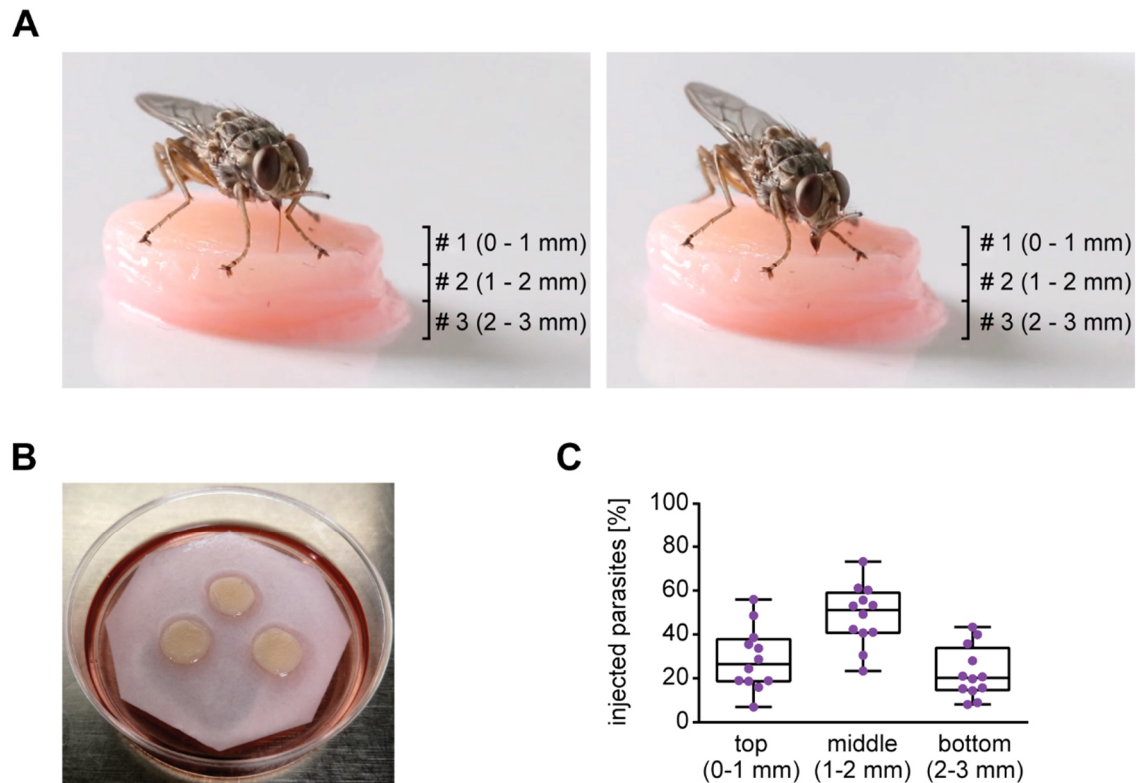 A
# 1 (0 - 1 mm)
# 2 (1 - 2 mm)
# 3 (2 - 3 mm)
# 1 (0 - 1 mm)
# 2 (1 - 2 mm)
# 3 (2 - 3 mm)
B
C
injected parasites [%]
100
80
60
40
20
0
top
(0-1 mm)
middle
(1-2 mm)
bottom
(2-3 mm)